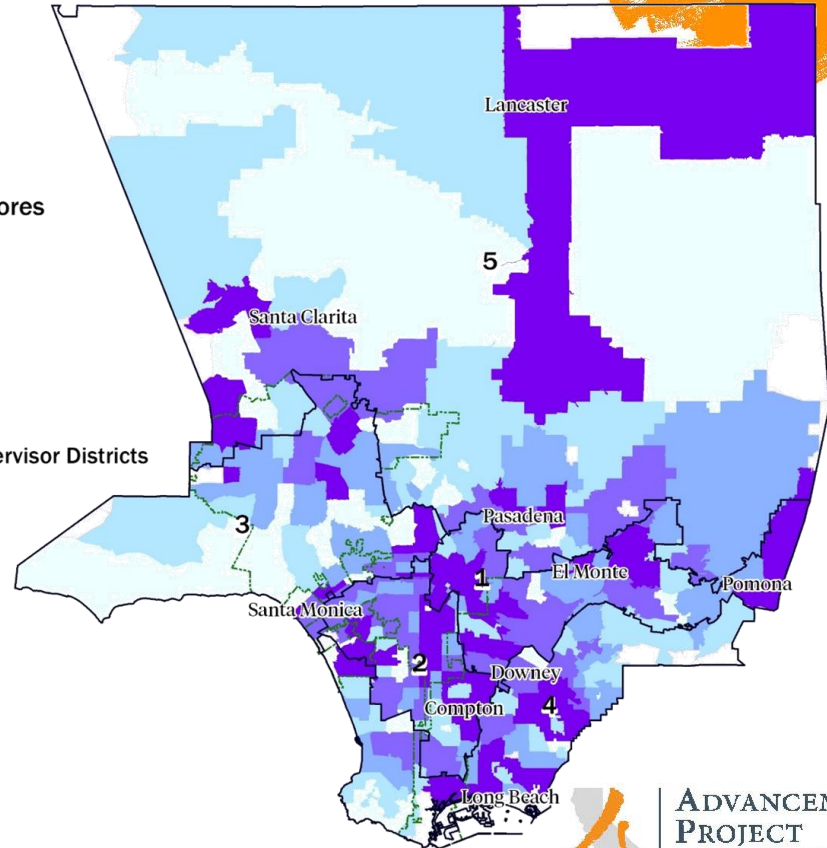 Lancaster
ores
5
Santa Clarita
ervisor Districts
3
Pasadena
1
El Monte
Pomona
Santa Monica
2
Downey
4
Compton
Long Beach
ADVANCEM
PROJECT